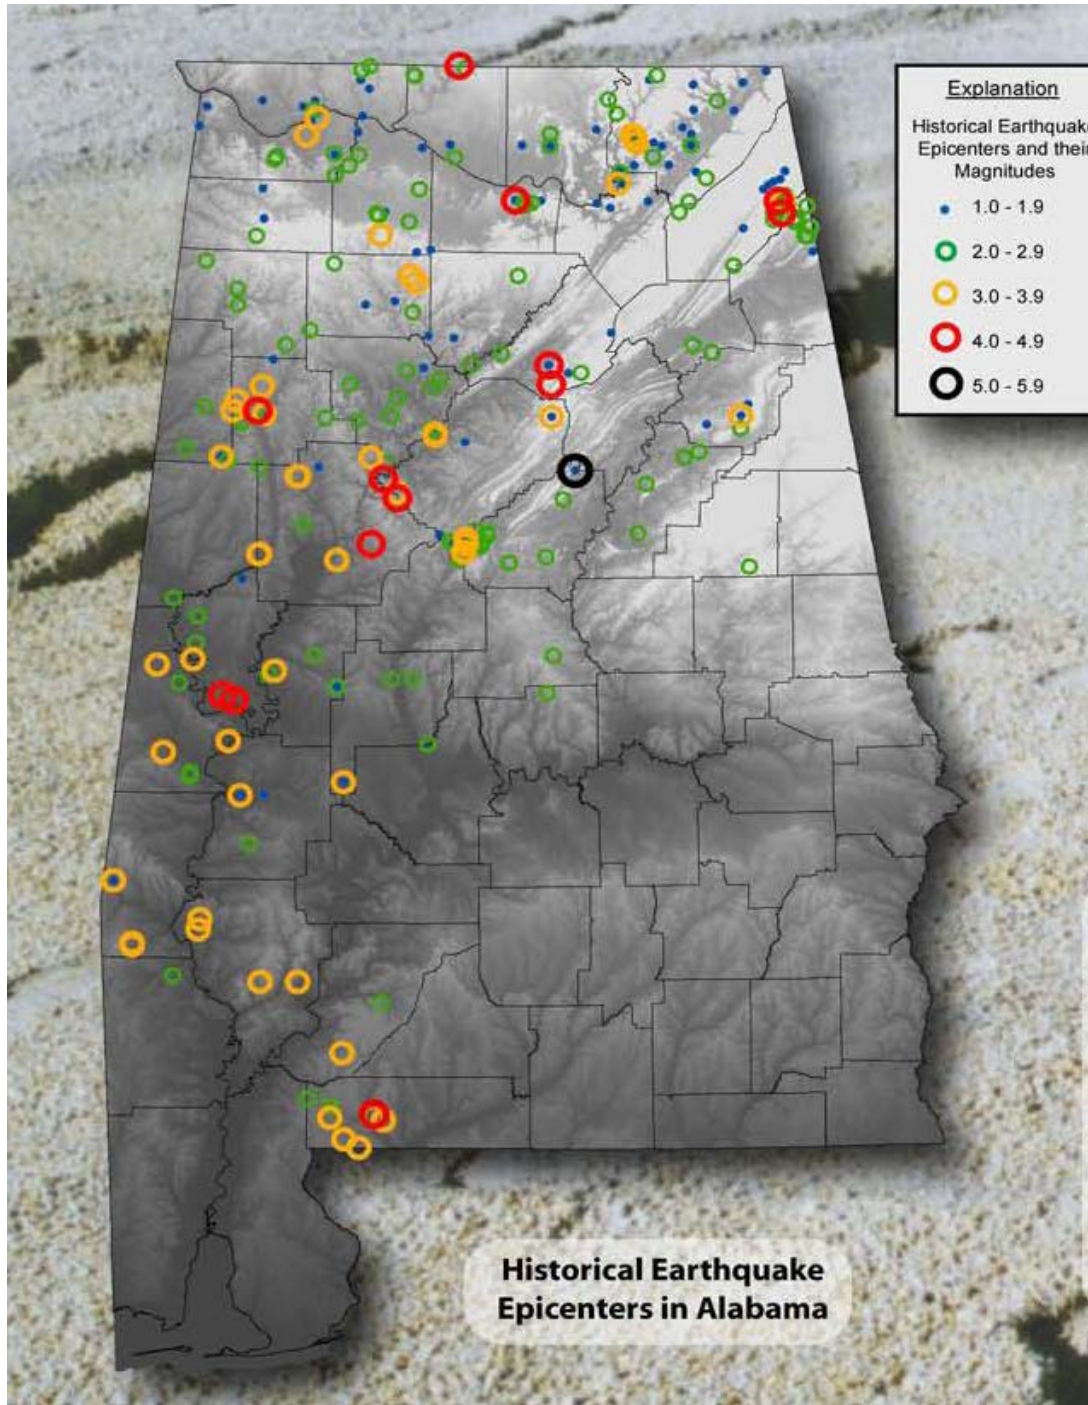 Explanation
Historical Earthquake
Epicenters and their
Magnitudes
1.0 - 1.9
2.0 - 2.9
3.0 - 3.9
4.0 - 4.9
5.0 - 5.9
Historical Earthquake
Epicenters in Alabama